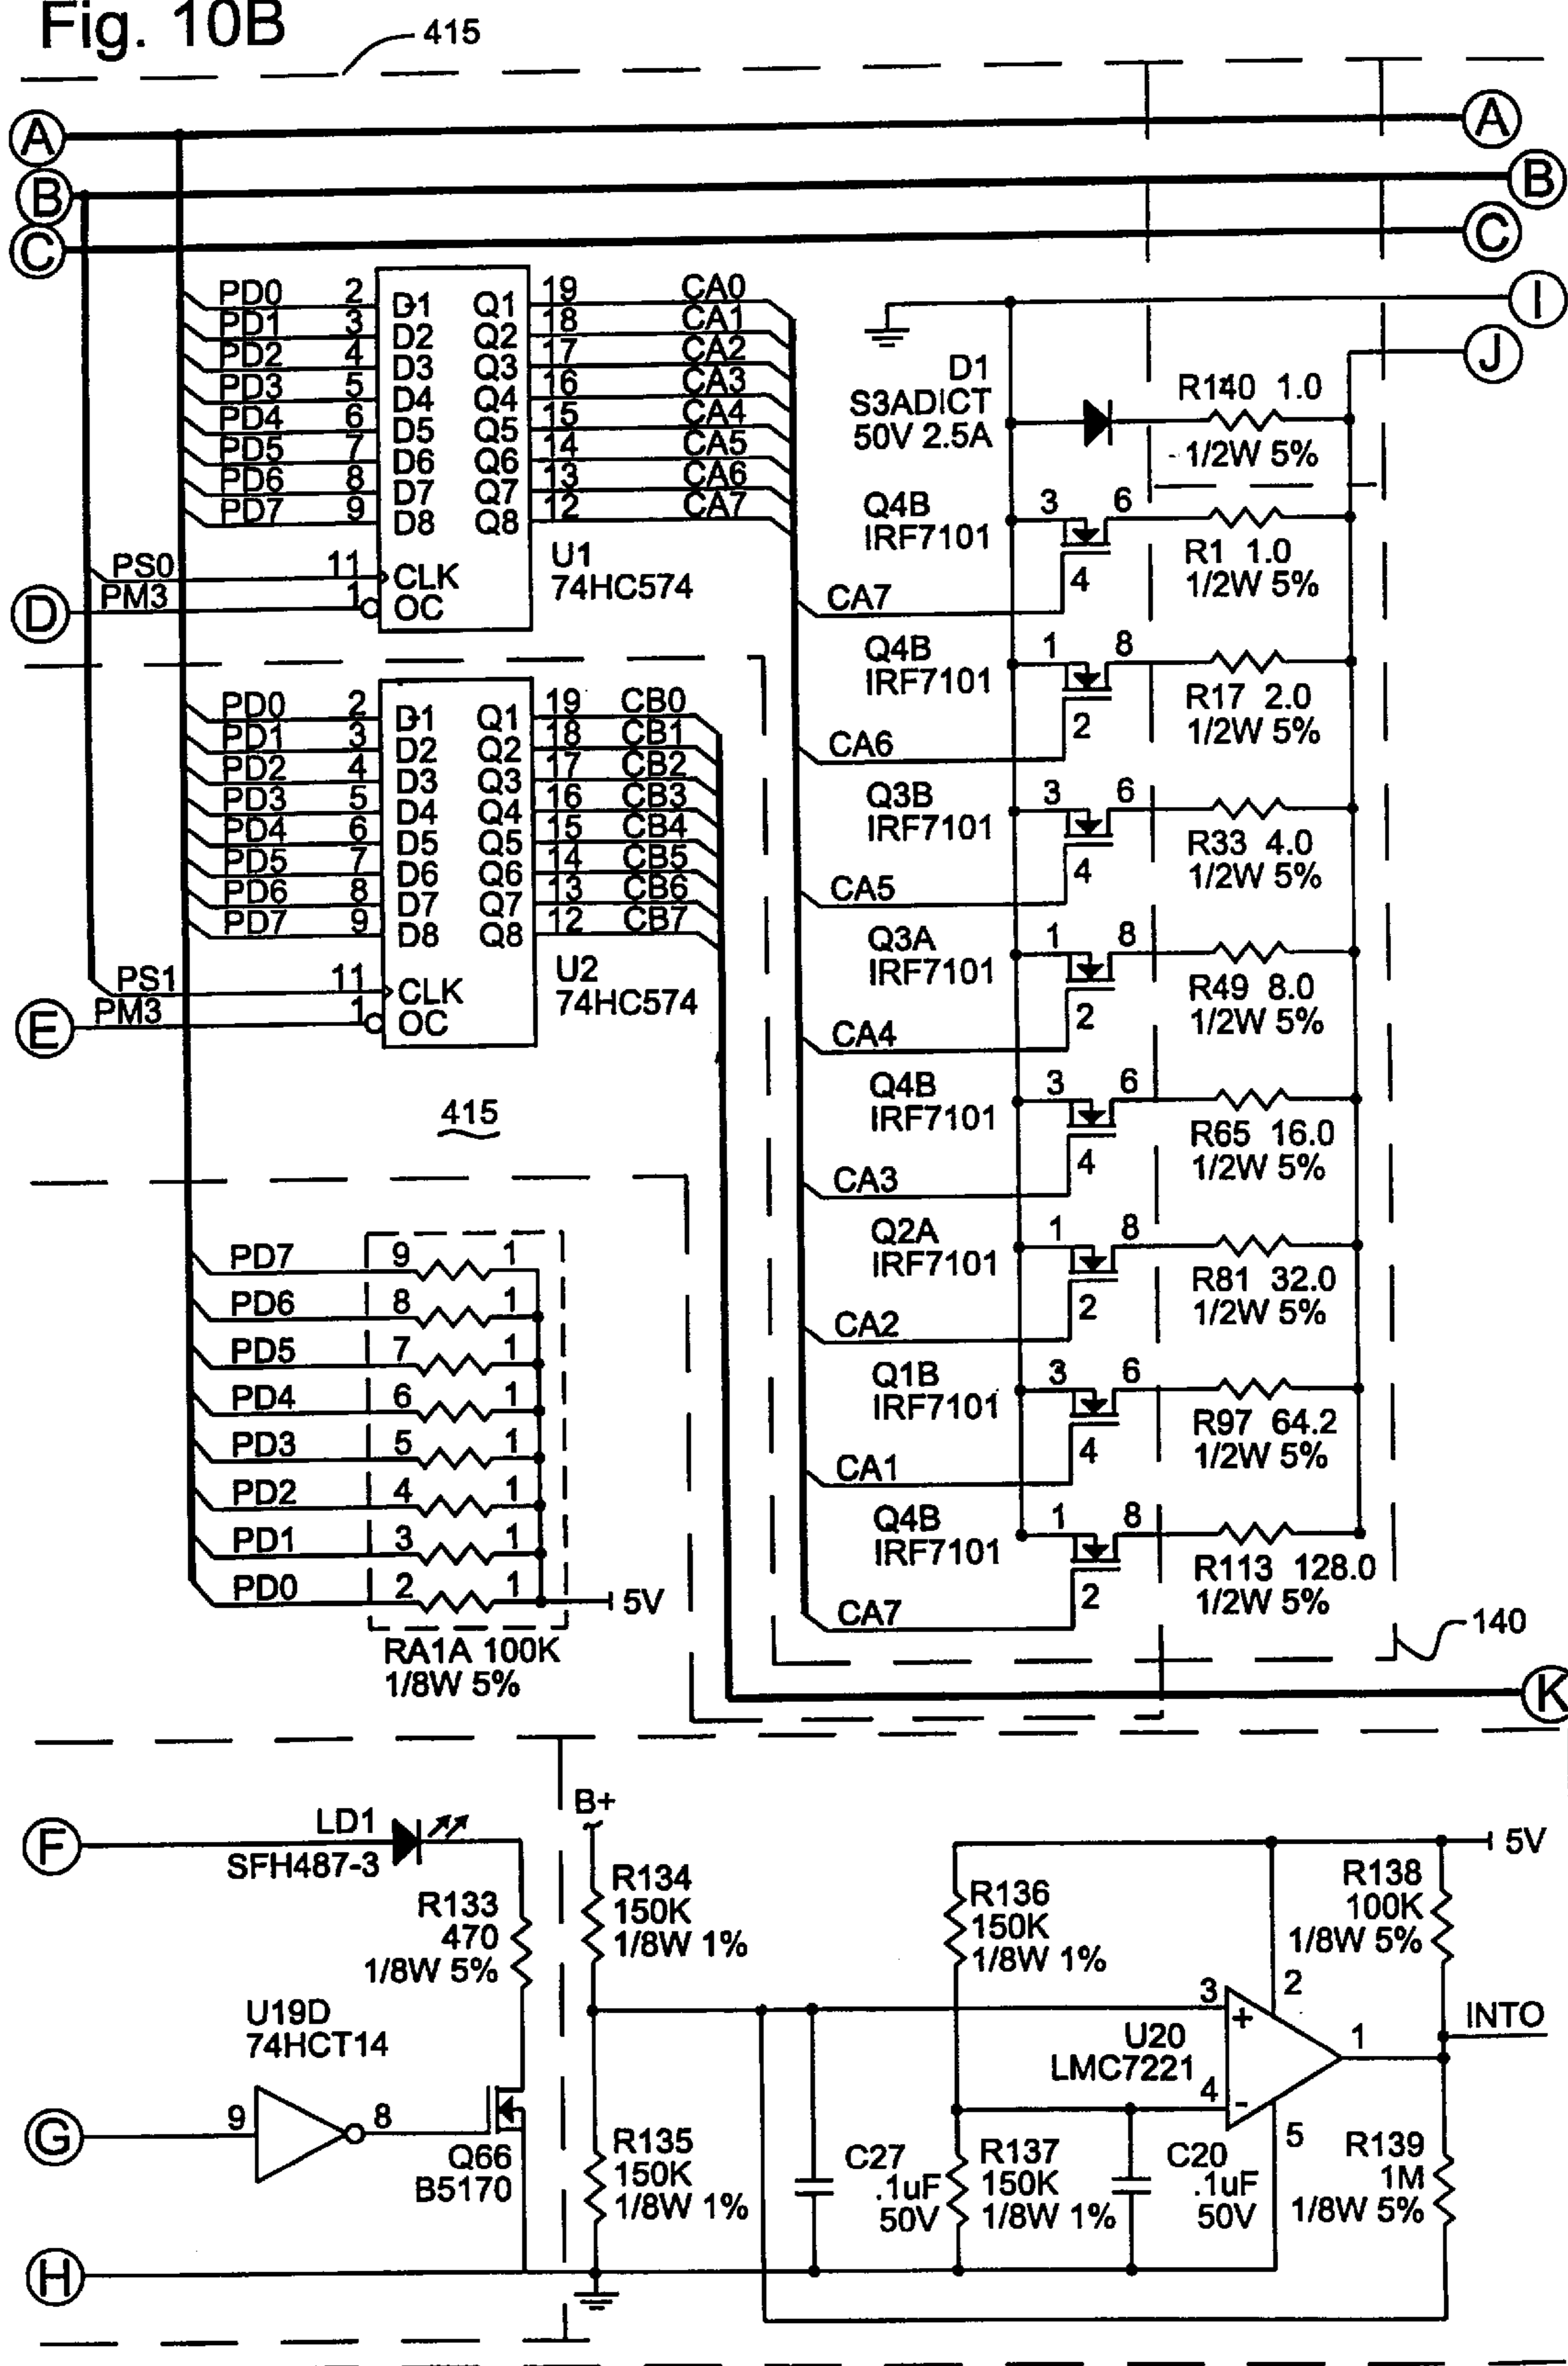 Fig. 10B
415
A A
B B
C C
PD0 2 D1 Q1 19 CA0
PD1 3 D2 Q2 18 CA1
PD2 4 D3 Q3 17 CA2
PD3 5 D4 Q4 16 CA3
PD4 6 D5 Q5 15 CA4
PD5 7 D6 Q6 14 CA5
PD6 8 D7 Q7 13 CA6
PD7 9 D8 Q8 12 CA7
PS0 11 CLK
D PM3 1 OC
U1
74HC574
PD0 2 D1 Q1 19 CB0
PD1 3 D2 Q2 18 CB1
PD2 4 D3 Q3 17 CB2
PD3 5 D4 Q4 16 CB3
PD4 6 D5 Q5 15 CB4
PD5 7 D6 Q6 14 CB5
PD6 8 D7 Q7 13 CB6
PD7 9 D8 Q8 12 CB7
PS1 11 CLK
E PM3 1 OC
U2
74HC574
415
PD7 9 1
PD6 8 1
PD5 7 1
PD4 6 1
PD3 5 1
PD2 4 1
PD1 3 1
PD0 2 1 5V
RA1A 100K
1/8W 5%
I
J
D1
S3ADICT
50V 2.5A
R140 1.0
1/2W 5%
Q4B
IRF7101
3 6
4
CA7
R1 1.0
1/2W 5%
Q4B
IRF7101
1 8
2
CA6
R17 2.0
1/2W 5%
Q3B
IRF7101
3 6
4
CA5
R33 4.0
1/2W 5%
Q3A
IRF7101
1 8
2
CA4
R49 8.0
1/2W 5%
Q4B
IRF7101
3 6
4
CA3
R65 16.0
1/2W 5%
Q2A
IRF7101
1 8
2
CA2
R81 32.0
1/2W 5%
Q1B
IRF7101
3 6
4
CA1
R97 64.2
1/2W 5%
Q4B
IRF7101
1 8
2
CA7
R113 128.0
1/2W 5%
140
K
F
LD1
SFH487-3
R133
470
1/8W 5%
U19D
74HCT14
G 9 8
Q66
B5170
H
B+
R134
150K
1/8W 1%
R135
150K
1/8W 1%
C27
.1uF
50V
R136
150K
1/8W 1%
R137
150K
1/8W 1%
C20
.1uF
50V
U20
LMC7221
3 +
4 -
2
5
1
5V
R138
100K
1/8W 5%
INTO
R139
1M
1/8W 5%